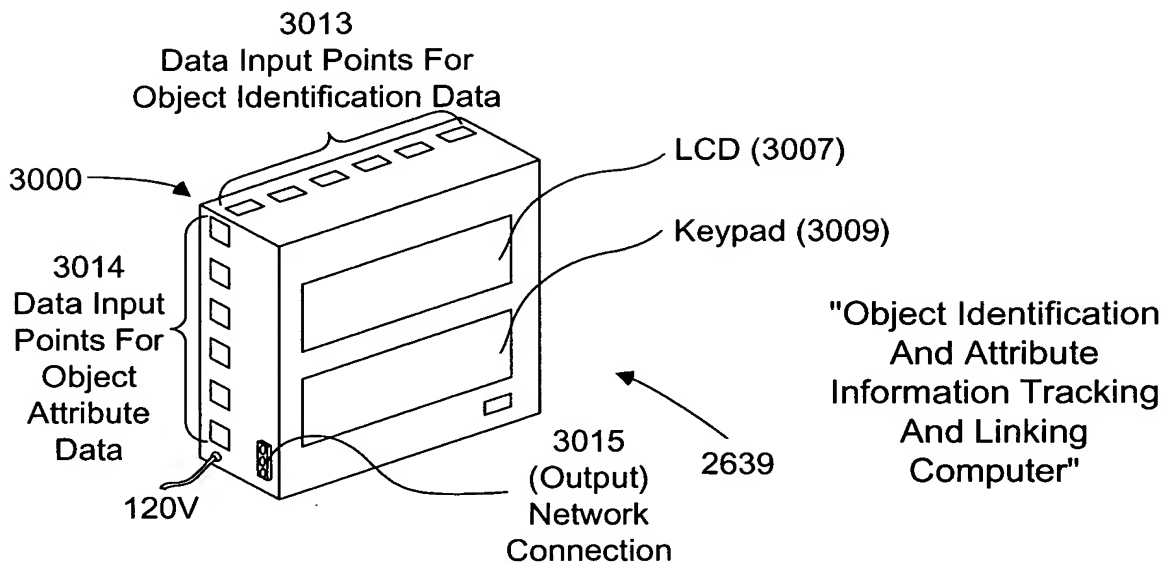 3013
Data Input Points For
Object Identification Data
3000
LCD (3007)
Keypad (3009)
3014
Data Input
Points For
Object
Attribute
Data
120V
3015
(Output)
Network
Connection
2639
"Object Identification
And Attribute
Information Tracking
And Linking
Computer"